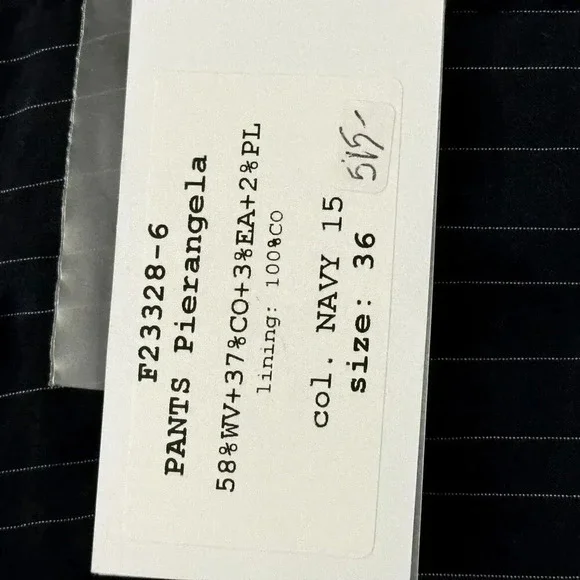 F23328-6
PANTS Pierangela
58%WV+37%CO+3%EA+2%PL
lining: 100%CO
col. NAVY 15
size: 36
515,-